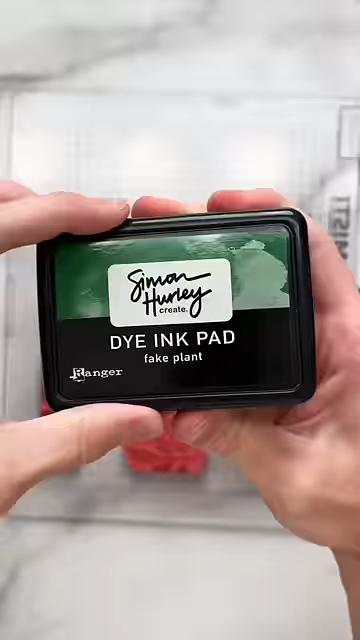 Simon
Hurley
create.
DYE INK PAD
fake plant
Ranger